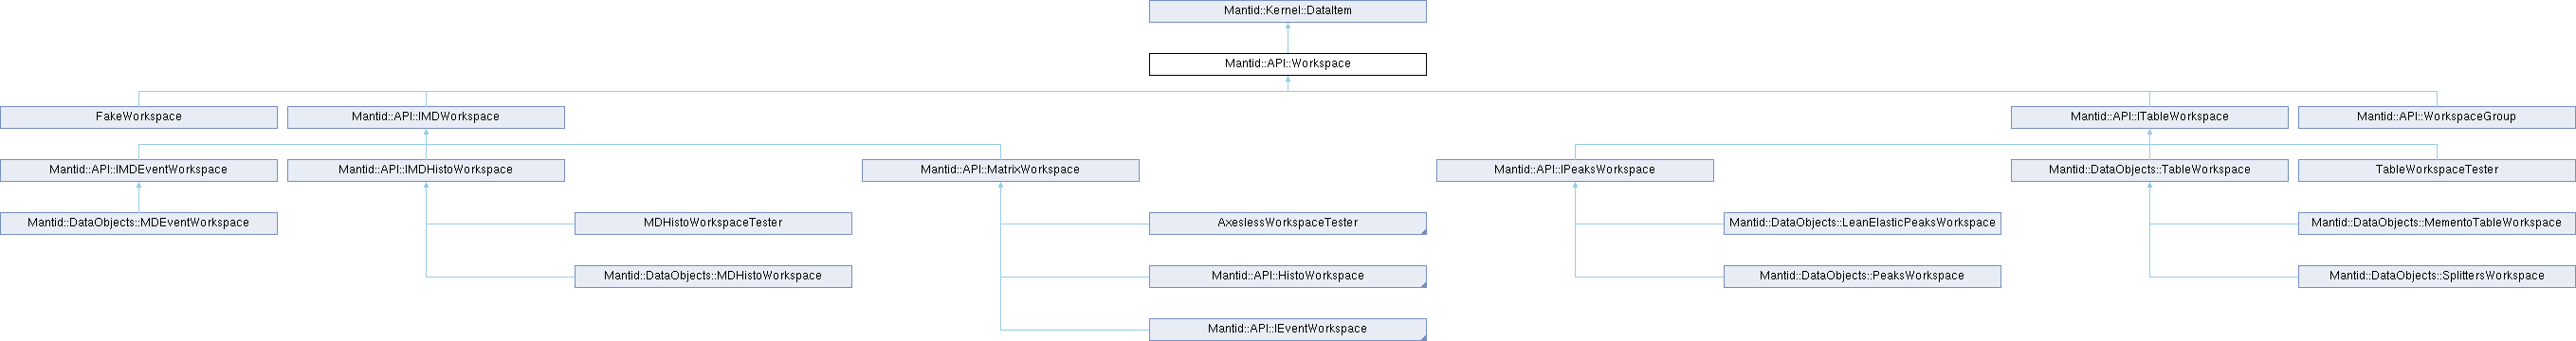 Mantid::Kernel::DataItem
Mantid::API::Workspace
FakeWorkspace
Mantid::API::IMDWorkspace
Mantid::API::ITableWorkspace
Mantid::API::WorkspaceGroup
Mantid::API::IMDEventWorkspace
Mantid::API::IMDHistoWorkspace
Mantid::API::MatrixWorkspace
Mantid::API::IPeaksWorkspace
Mantid::DataObjects::TableWorkspace
TableWorkspaceTester
Mantid::DataObjects::MDEventWorkspace
MDHistoWorkspaceTester
AxeslessWorkspaceTester
Mantid::DataObjects::LeanElasticPeaksWorkspace
Mantid::DataObjects::MementoTableWorkspace
Mantid::DataObjects::MDHistoWorkspace
Mantid::API::HistoWorkspace
Mantid::DataObjects::PeaksWorkspace
Mantid::DataObjects::SplittersWorkspace
Mantid::API::IEventWorkspace